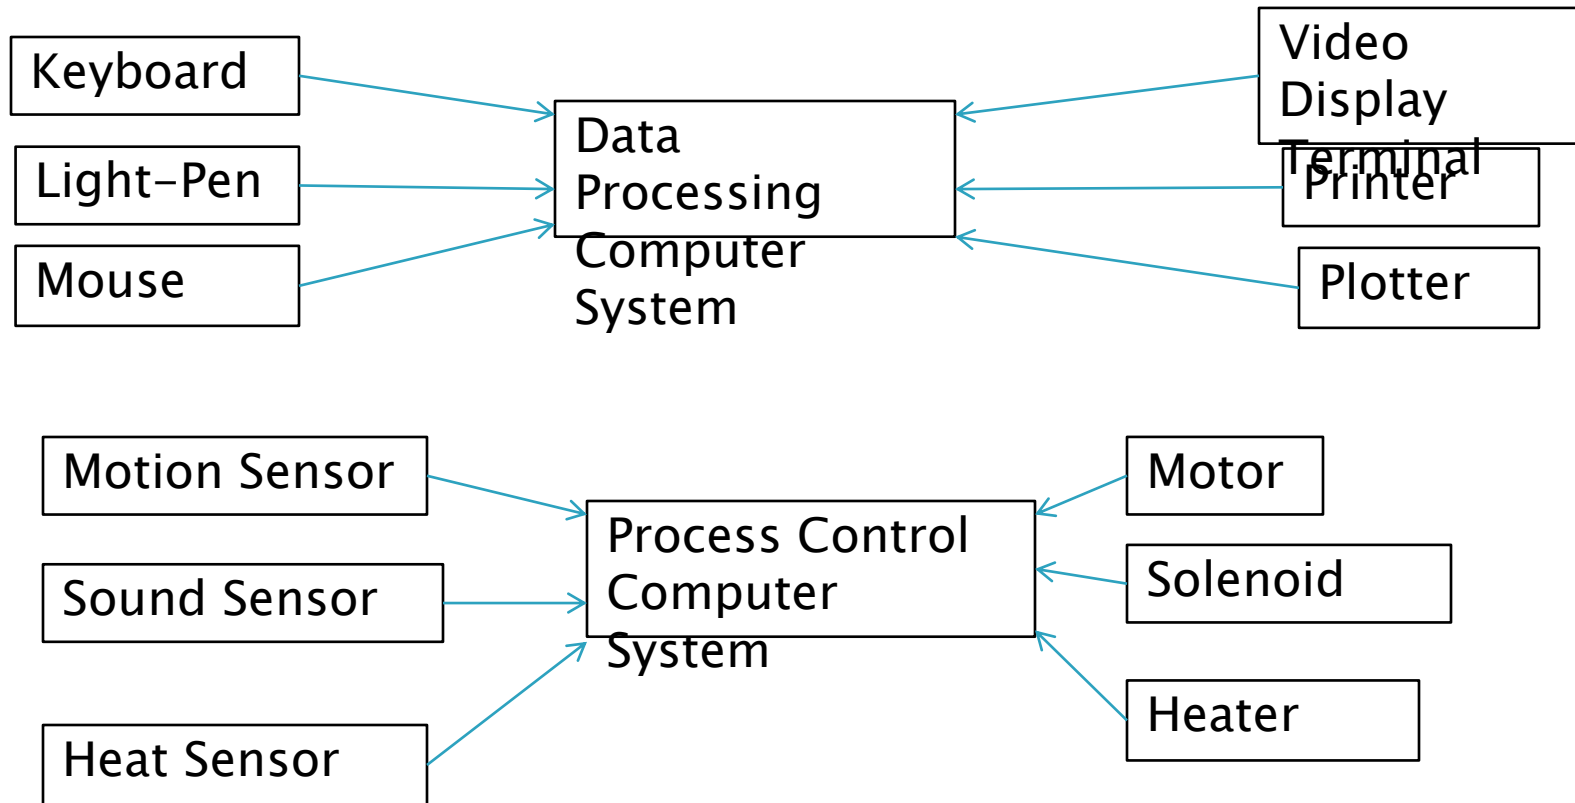 Keyboard
Light-Pen
Mouse
Data
Processing
Computer
System
Video
Display
Terminal
Printer
Plotter
Motion Sensor
Sound Sensor
Heat Sensor
Process Control
Computer
System
Motor
Solenoid
Heater